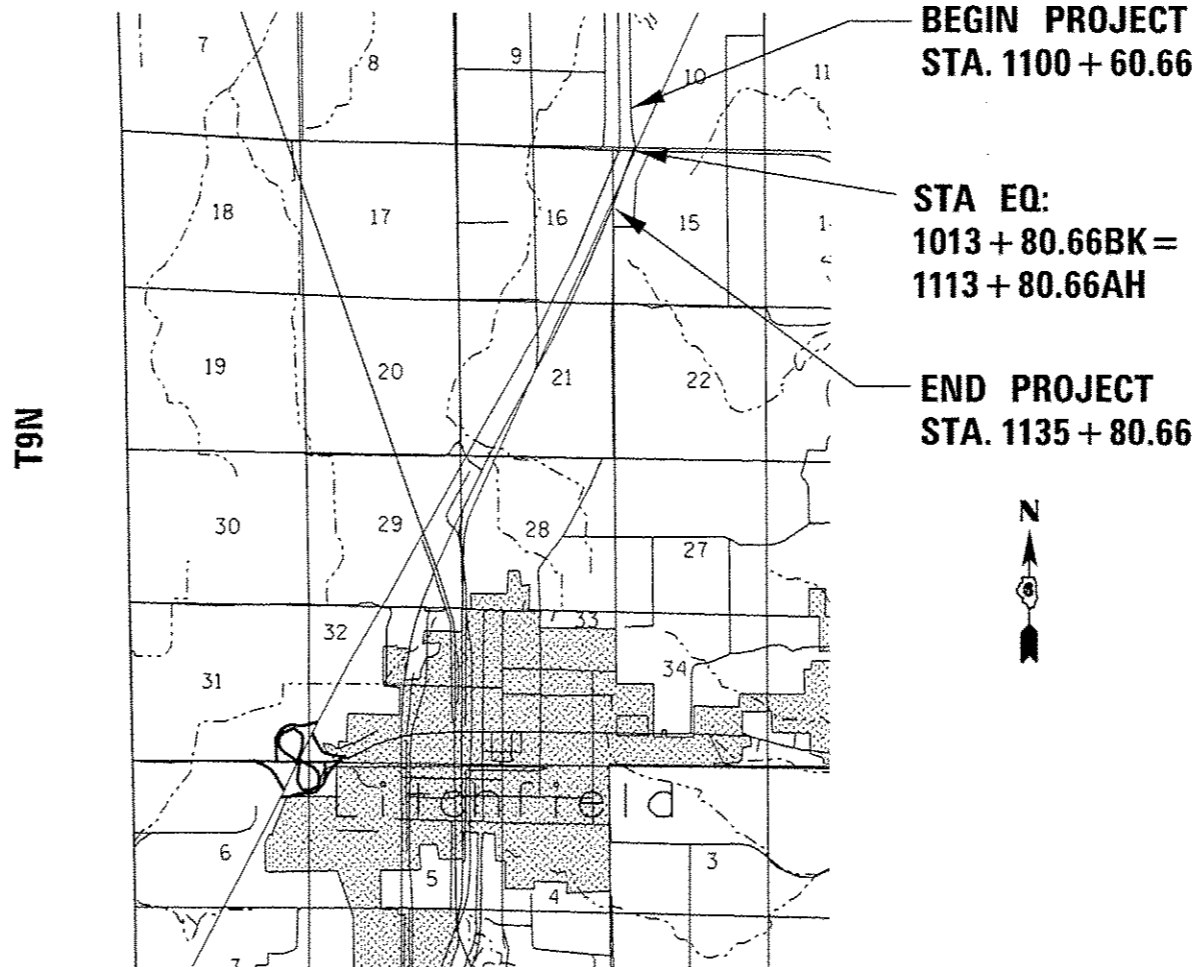 BEGIN PROJECT
STA. 1100 + 60.66
7
8
9
10
11
STA EQ:
1013 + 80.66BK =
1113 + 80.66AH
18
17
16
15
19
20
21
22
END PROJECT
STA. 1135 + 80.66
T9N
30
29
28
27
N
32
33
34
31
Litchfield
6
5
4
3
7